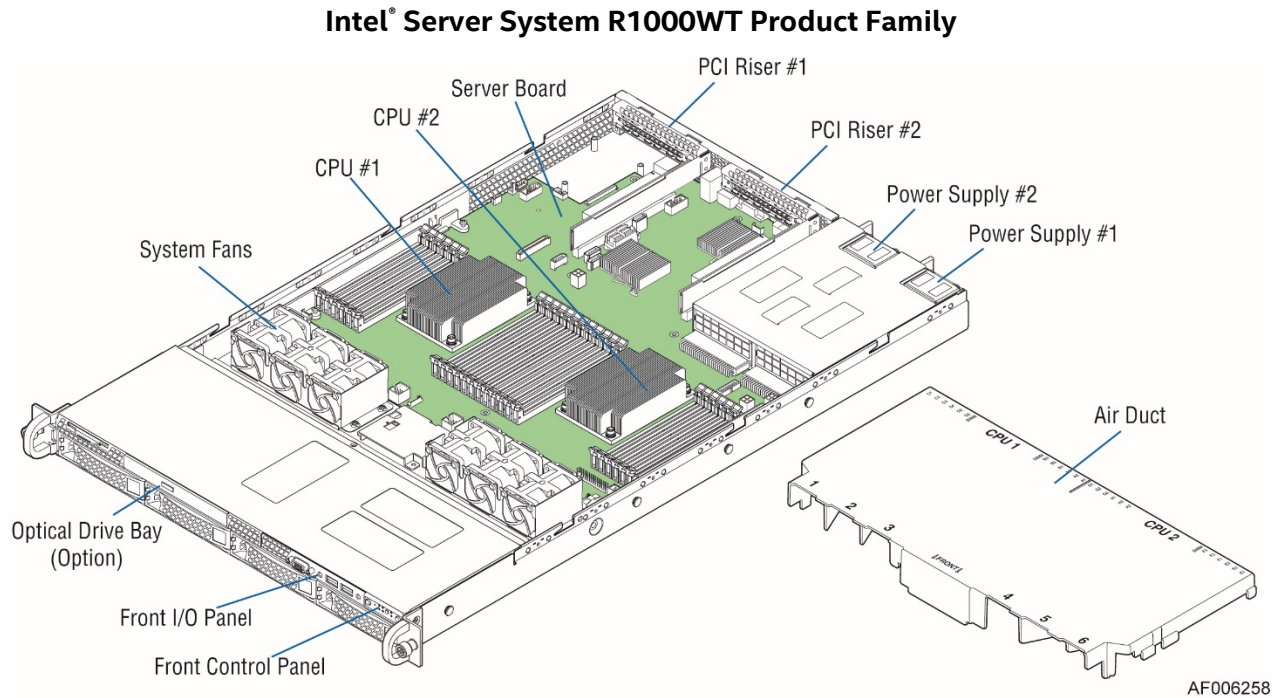 Intel® Server System R1000WT Product Family
PCI Riser #1
Server Board
CPU #2
PCI Riser #2
CPU #1
Power Supply #2
Power Supply #1
System Fans
Air Duct
CPU 1
CPU 2
1
2
3
FRONT
4
5
6
Optical Drive Bay
(Option)
Front I/O Panel
Front Control Panel
AF006258